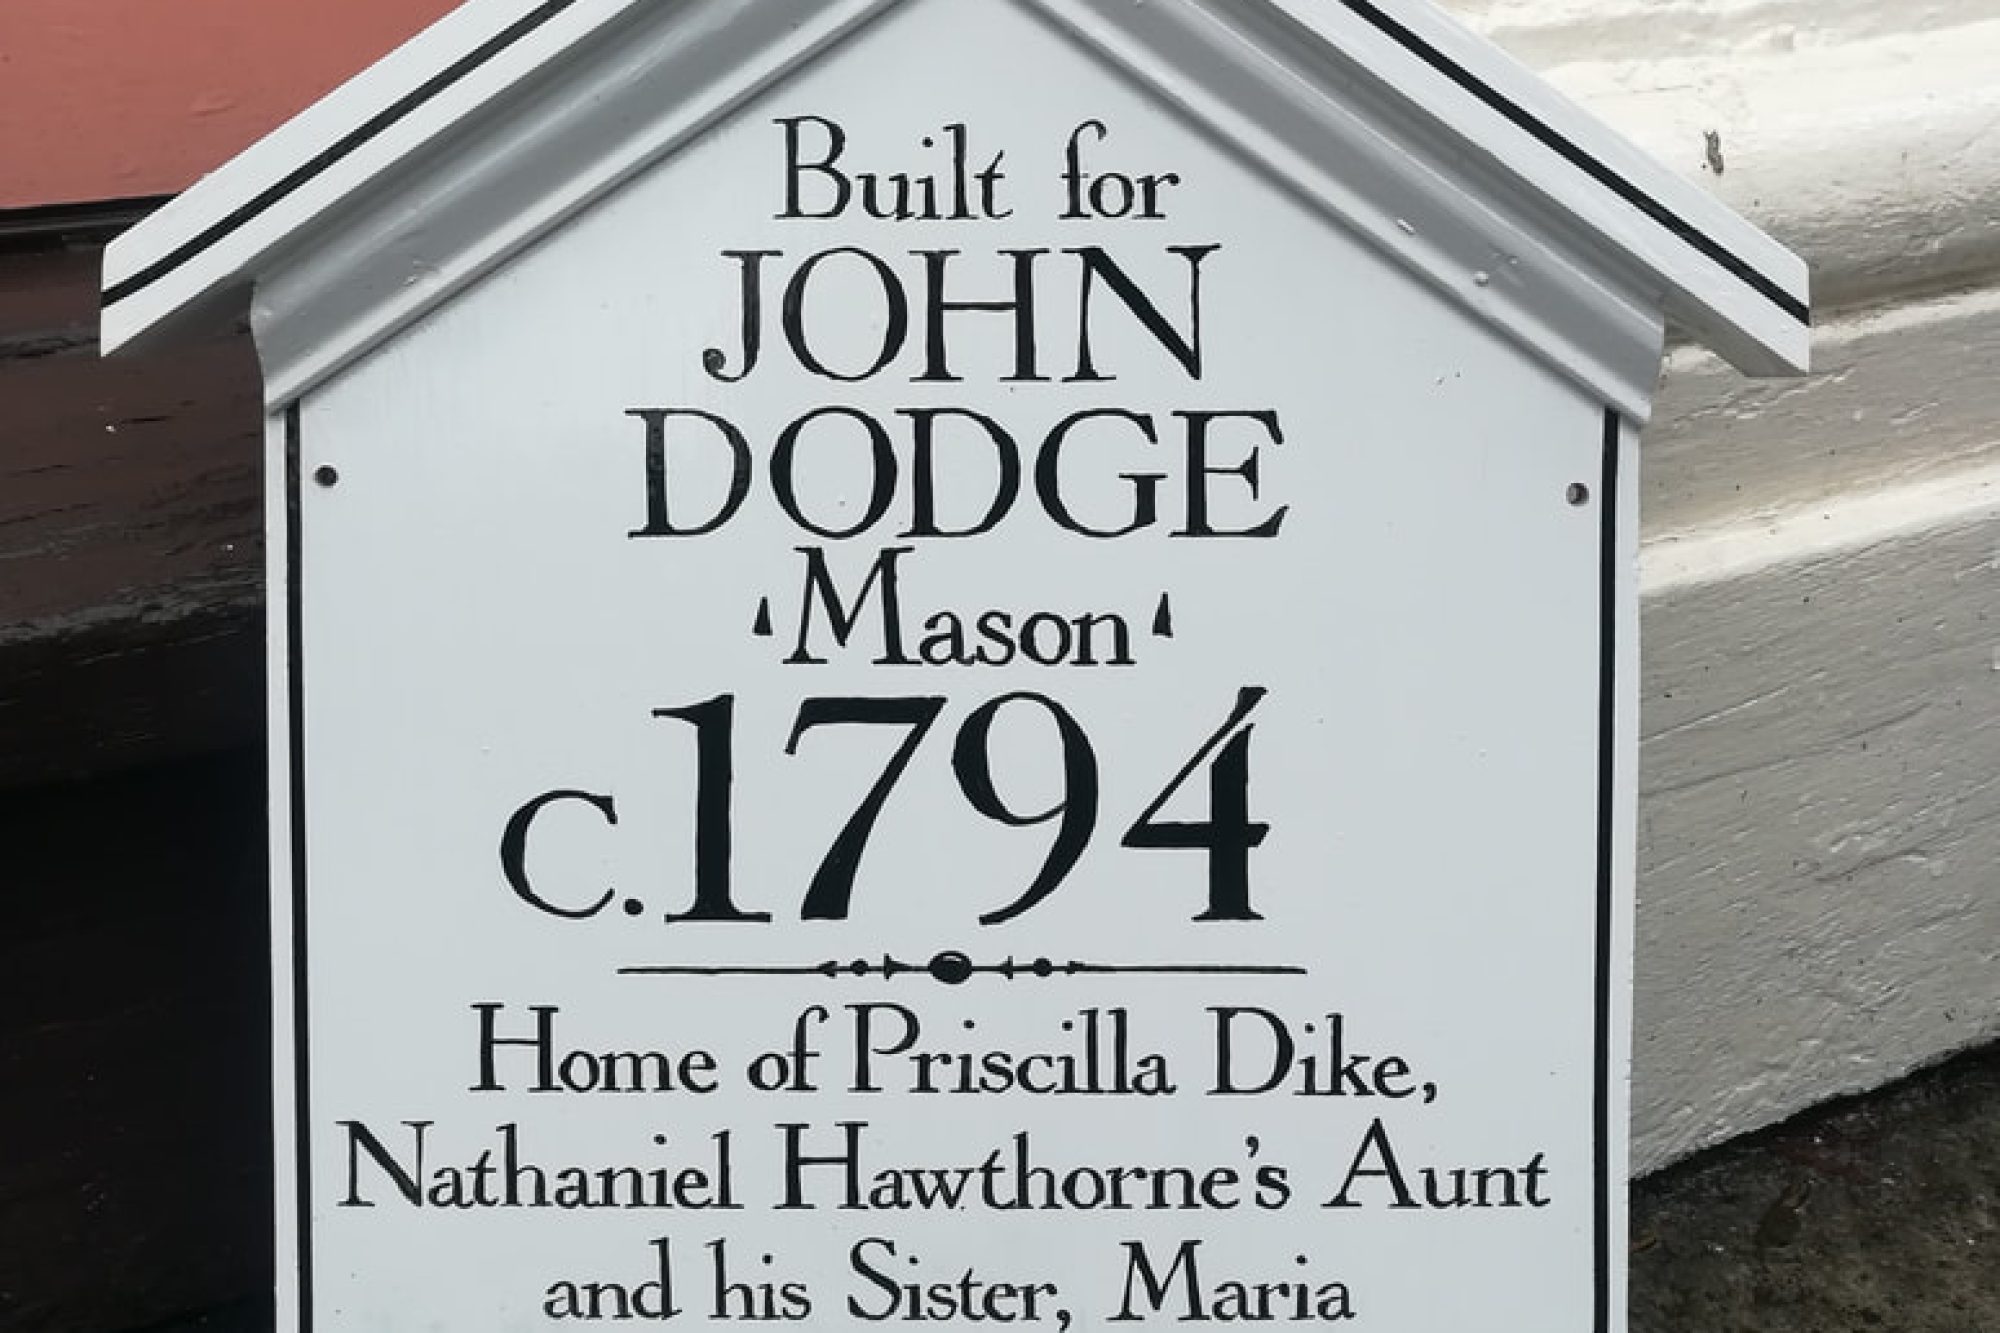 Built for
JOHN
DODGE
Mason
c.1794
Home of Priscilla Dike,
Nathaniel Hawthorne's Aunt
and his Sister, Maria